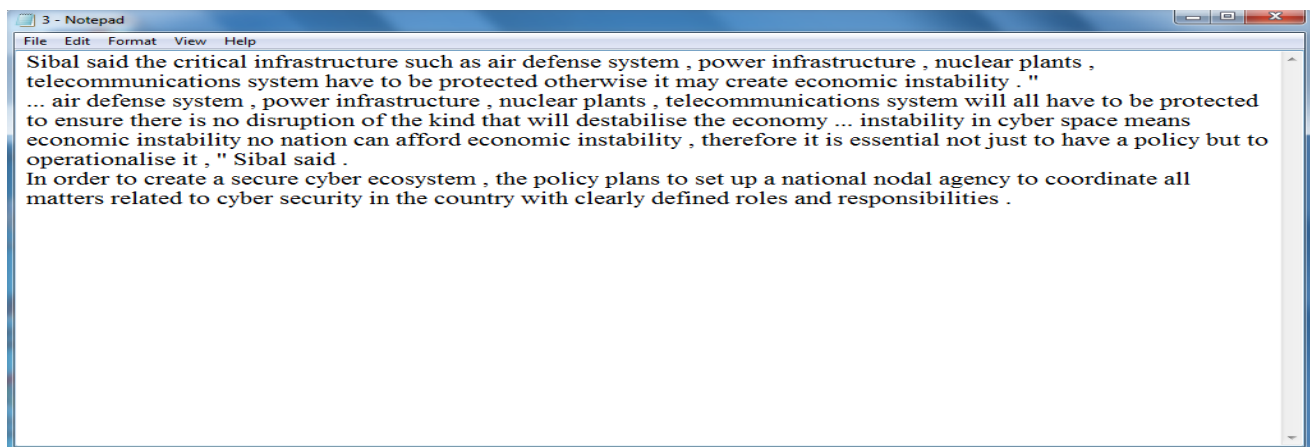 3 - Notepad
File Edit Format View Help
Sibal said the critical infrastructure such as air defense system , power infrastructure , nuclear plants ,
telecommunications system have to be protected otherwise it may create economic instability . "
... air defense system , power infrastructure , nuclear plants , telecommunications system will all have to be protected
to ensure there is no disruption of the kind that will destabilise the economy ... instability in cyber space means
economic instability no nation can afford economic instability , therefore it is essential not just to have a policy but to
operationalise it , " Sibal said .
In order to create a secure cyber ecosystem , the policy plans to set up a national nodal agency to coordinate all
matters related to cyber security in the country with clearly defined roles and responsibilities .